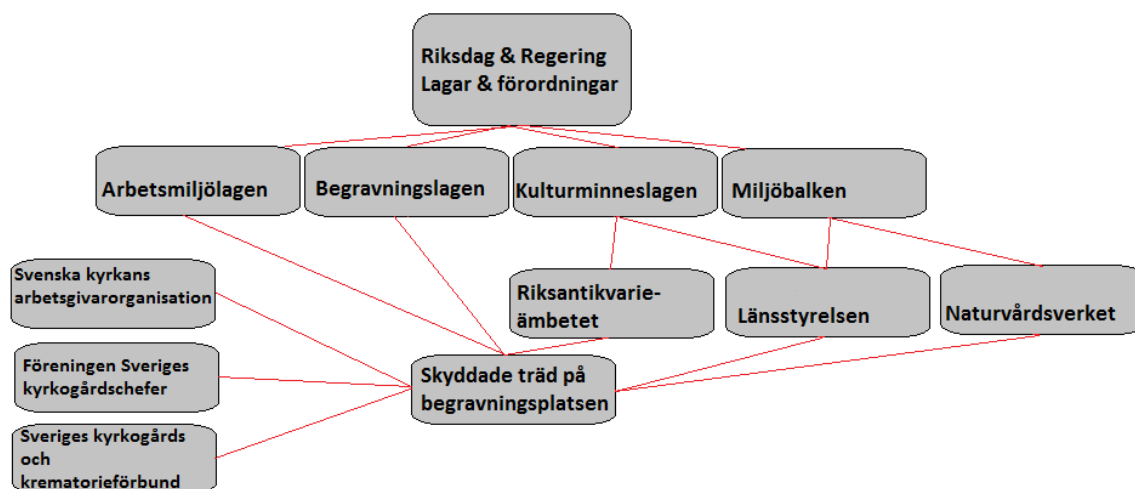 Riksdag & Regering
Lagar & förordningar
Arbetsmiljölagen
Begravningslagen
Kulturminneslagen
Miljöbalken
Svenska kyrkans
arbetsgivarorganisation
Riksantikvarie-
ämbetet
Länsstyrelsen
Naturvårdsverket
Föreningen Sveriges
kyrkogårdschefer
Skyddade träd på
begravningsplatsen
Sveriges kyrkogårds
och
krematorieförbund